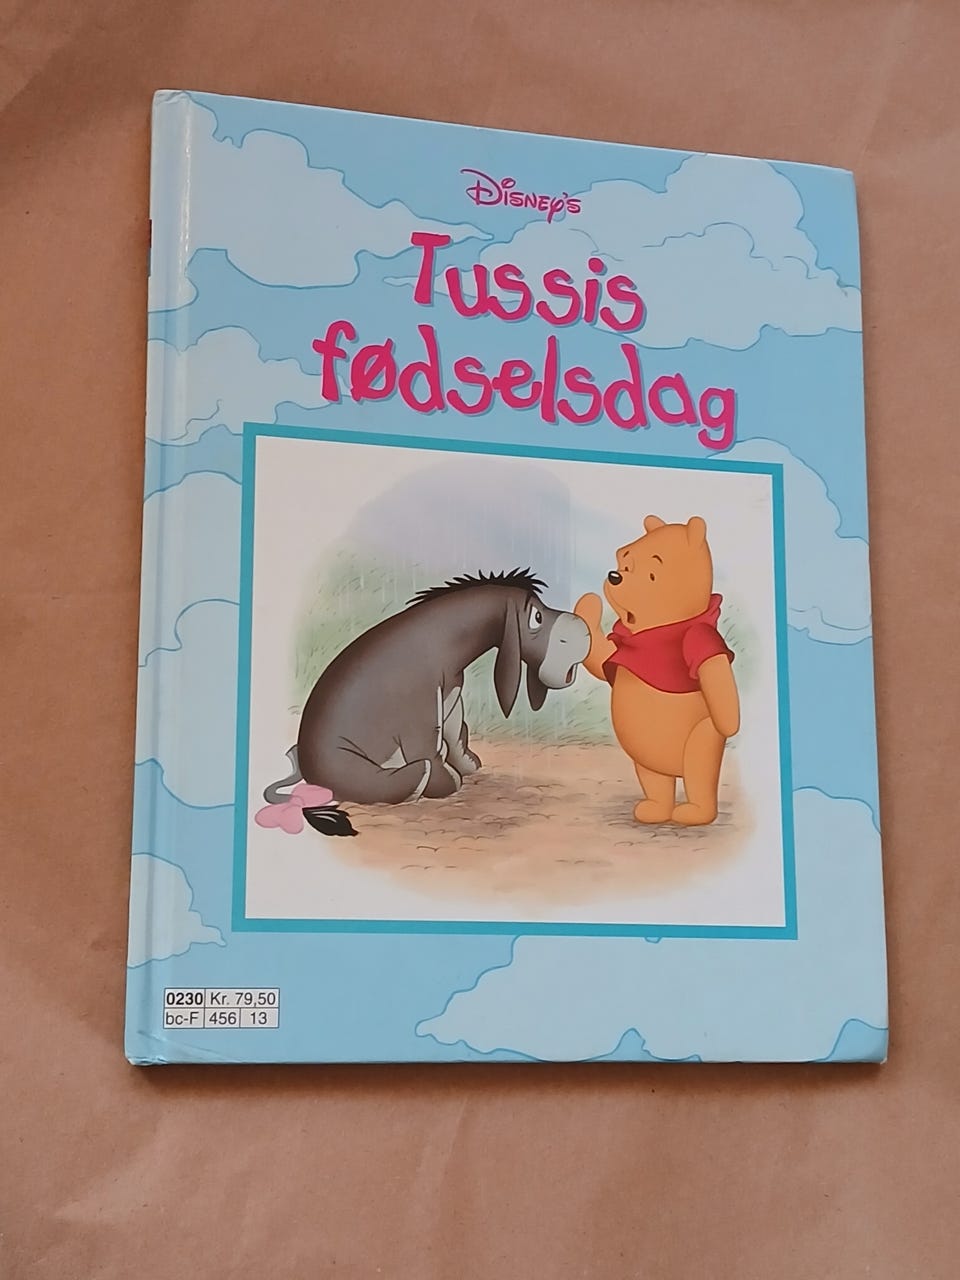 Disney's
Tussis
fødselsdag
0230 Kr. 79,50
bc-F 456 13